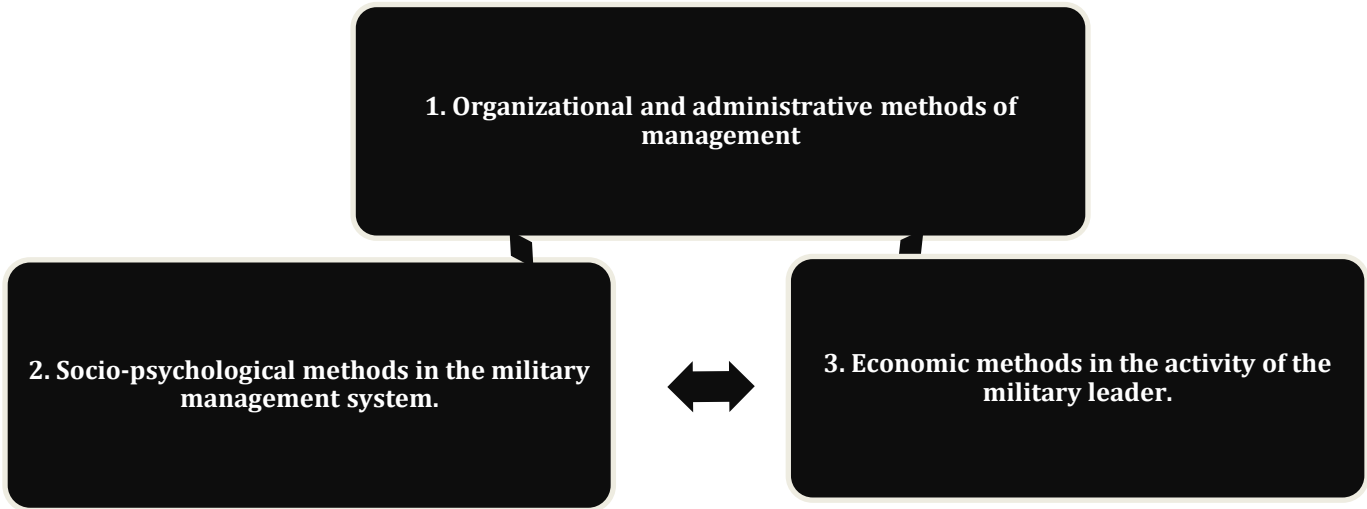 1. Organizational and administrative methods of
management
2. Socio-psychological methods in the military
management system.
3. Economic methods in the activity of the
military leader.